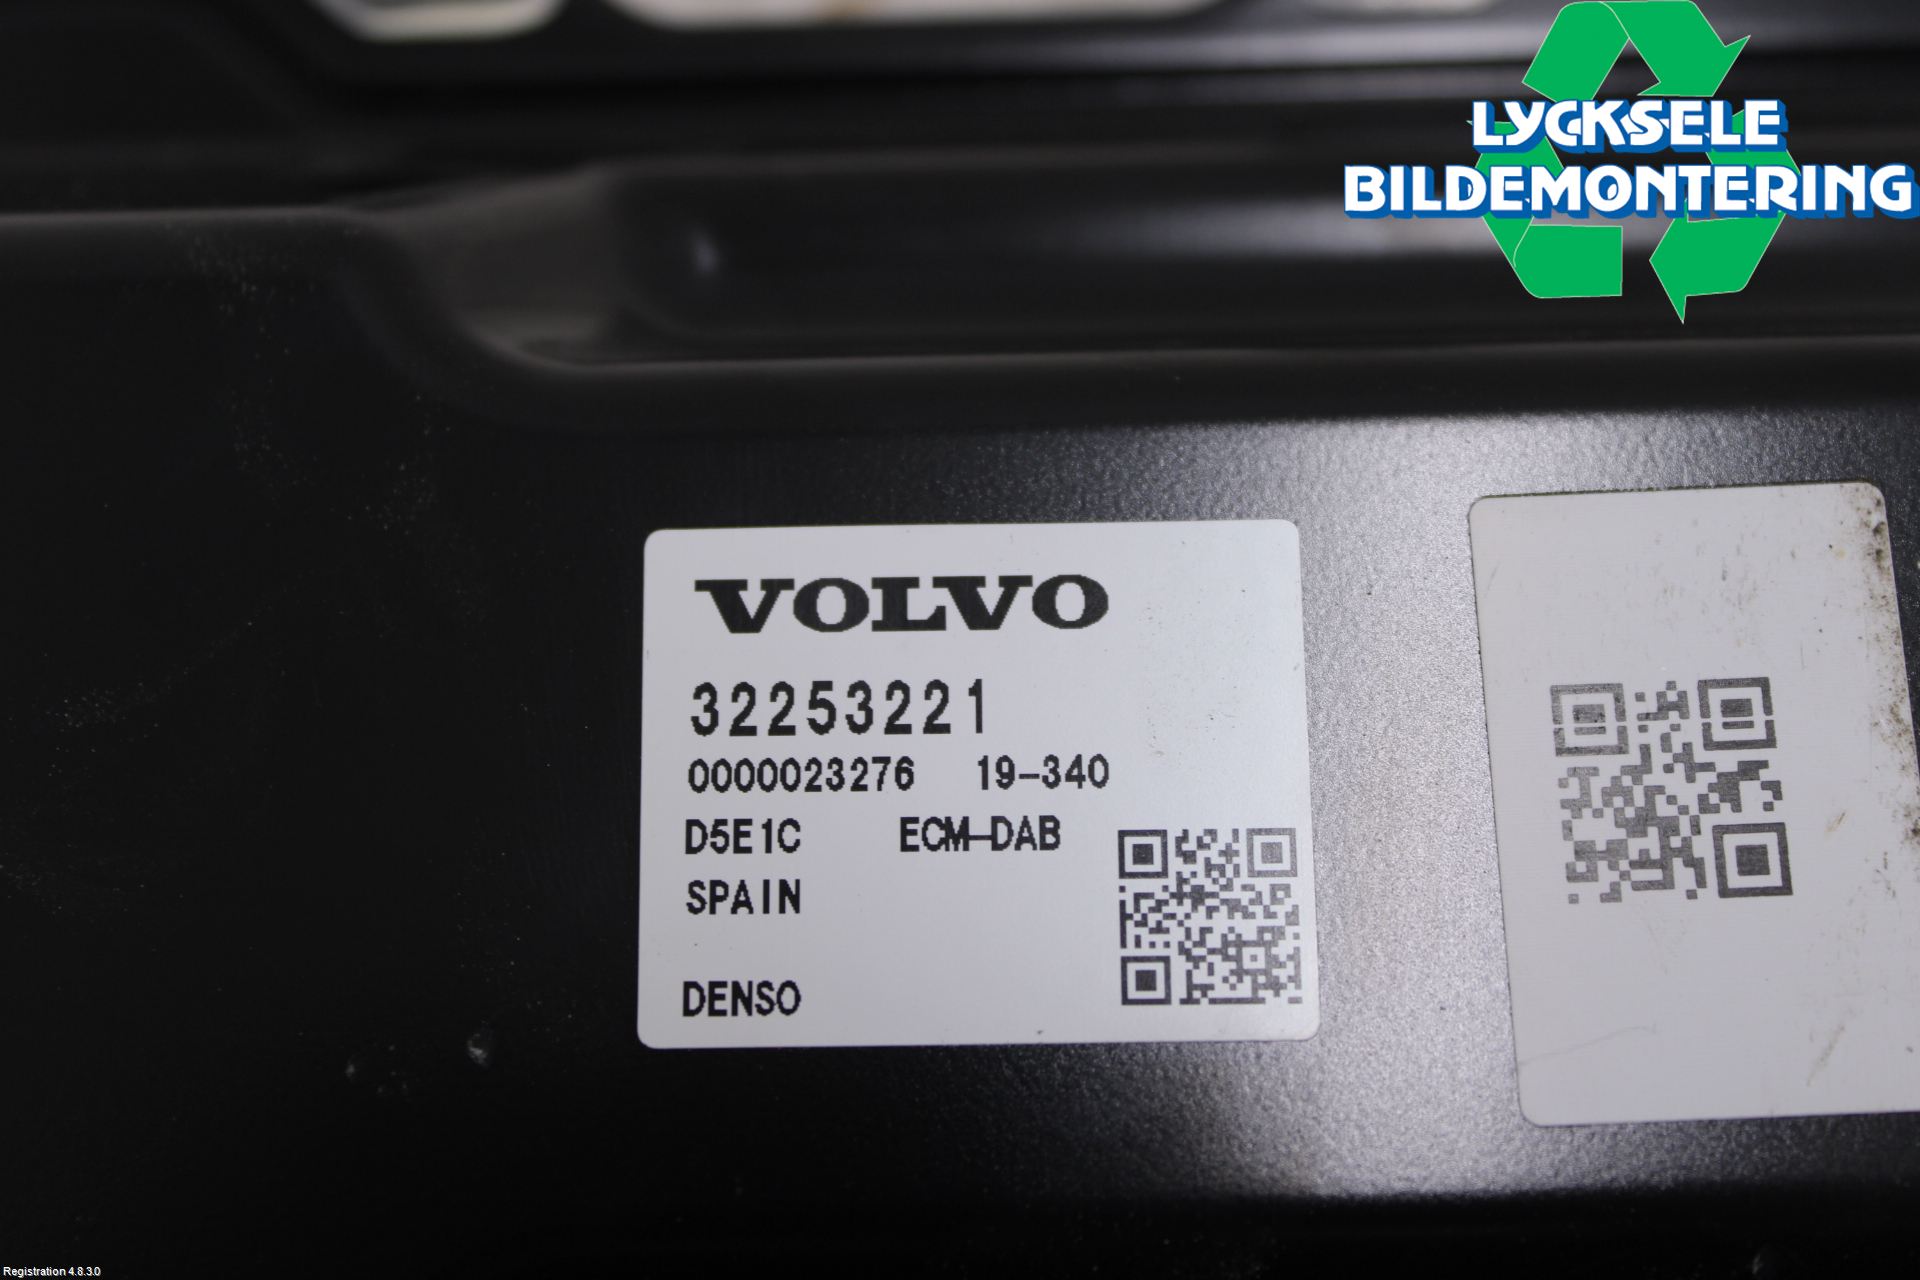 LYCKSELE
BILDEMONTERING
VOLVO
32253221
0000023276 19-340
D5E1C ECM-DAB
SPAIN
DENSO
Registration 4.8.3.0